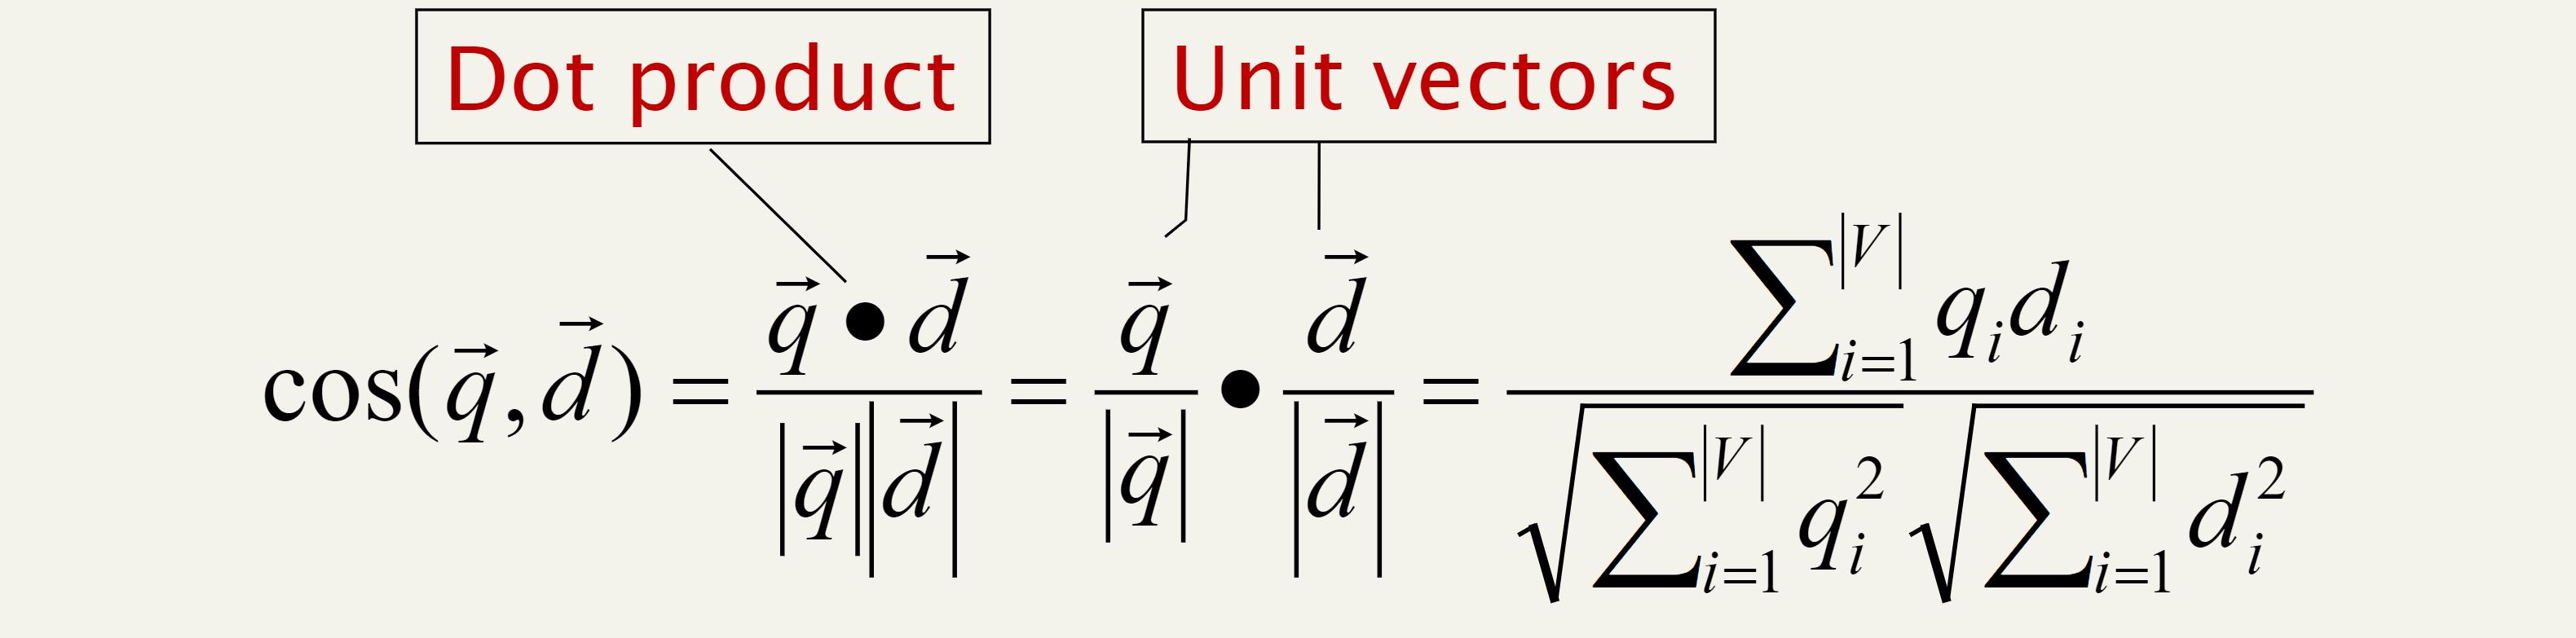 Dot product
Unit vectors
$$\cos(\vec{q},\vec{d}) = \frac{\vec{q} \bullet \vec{d}}{|\vec{q}||\vec{d}|} = \frac{\vec{q}}{|\vec{q}|} \bullet \frac{\vec{d}}{|\vec{d}|} = \frac{\sum_{i=1}^{|V|} q_i d_i}{\sqrt{\sum_{i=1}^{|V|} q_i^2} \sqrt{\sum_{i=1}^{|V|} d_i^2}}$$